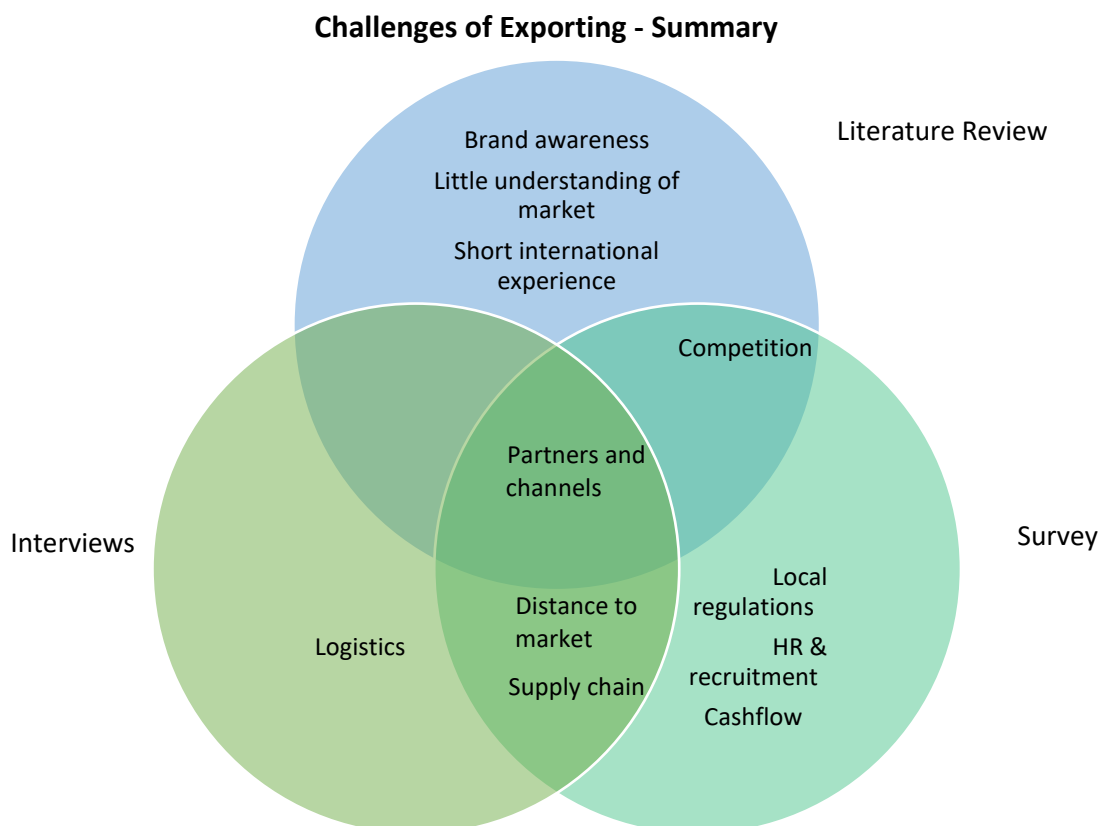 Challenges of Exporting - Summary
Literature Review
Brand awareness
Little understanding of
market
Short international
experience
Competition
Partners and
channels
Interviews
Survey
Distance to
market
Supply chain
Logistics
Local
regulations
HR &
recruitment
Cashflow